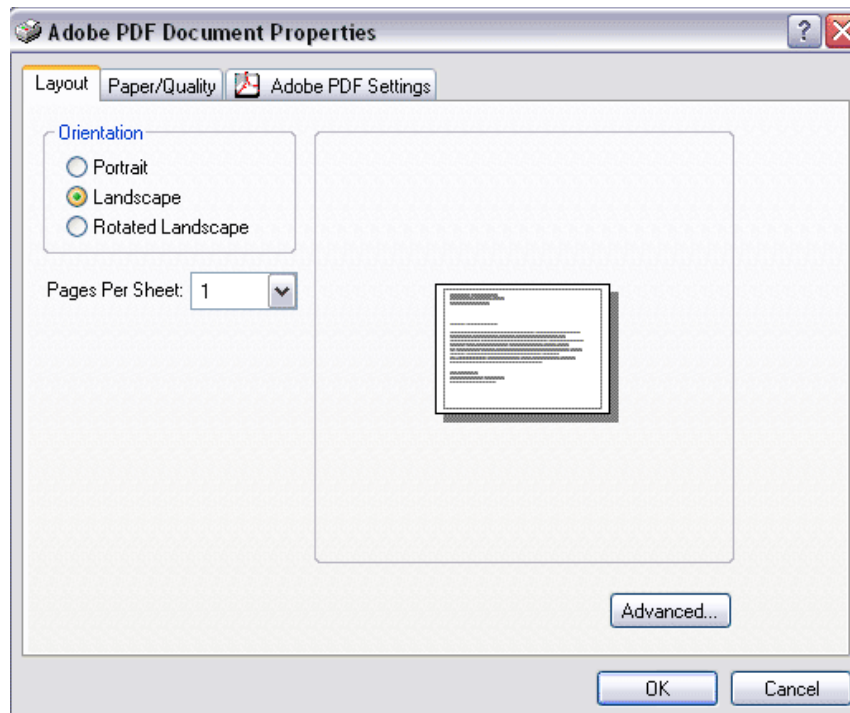 Adobe PDF Document Properties
Layout Paper/Quality Adobe PDF Settings
Orientation
Portrait
Landscape
Rotated Landscape
Pages Per Sheet: 1
Advanced...
OK Cancel